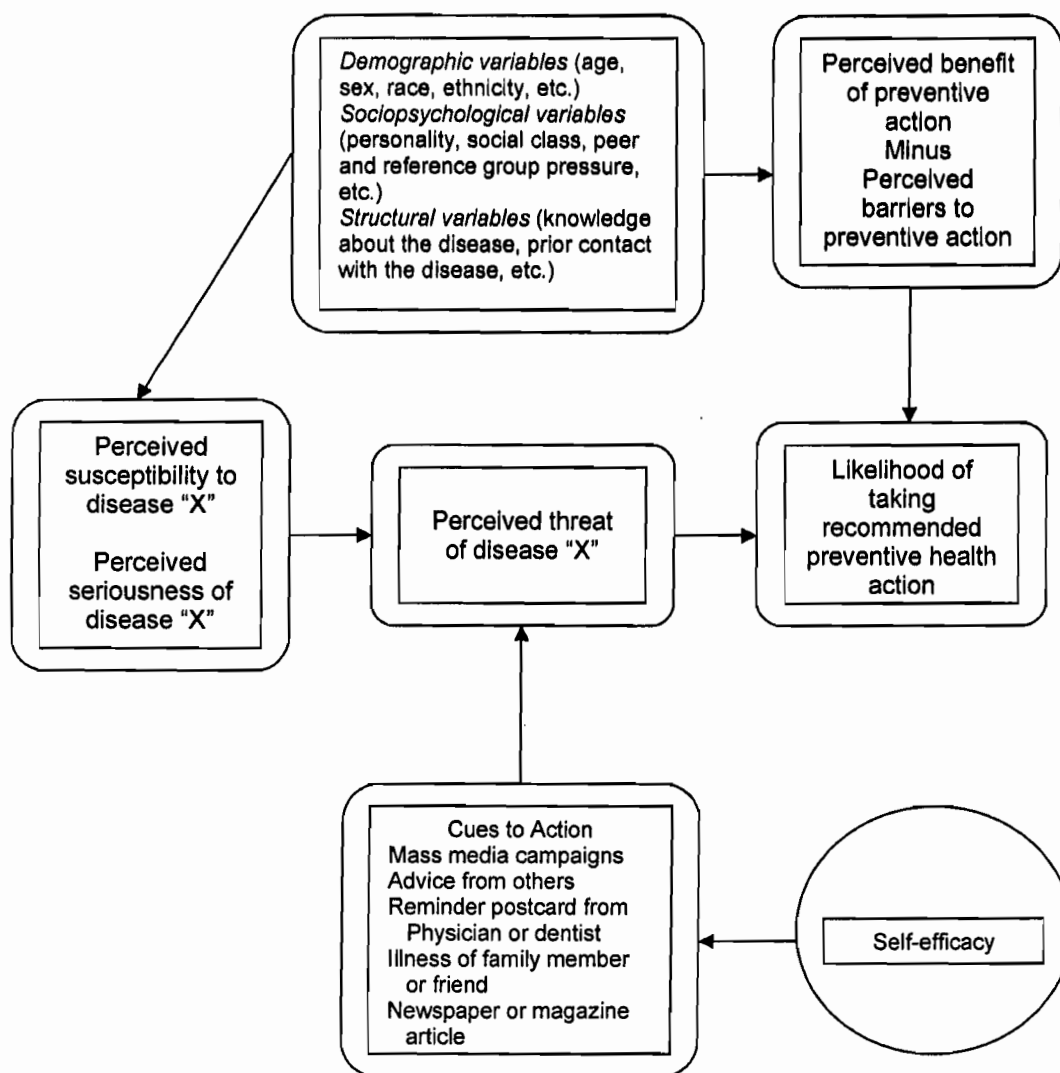 Demographic variables (age,
sex, race, ethnicity, etc.)
Sociopsychological variables
(personality, social class, peer
and reference group pressure,
etc.)
Structural variables (knowledge
about the disease, prior contact
with the disease, etc.)
Perceived benefit
of preventive
action
Minus
Perceived
barriers to
preventive action
Perceived
susceptibility to
disease “X”
Perceived
seriousness of
disease “X”
Perceived threat
of disease “X”
Likelihood of
taking
recommended
preventive health
action
Cues to Action
Mass media campaigns
Advice from others
Reminder postcard from
Physician or dentist
Illness of family member
or friend
Newspaper or magazine
article
Self-efficacy